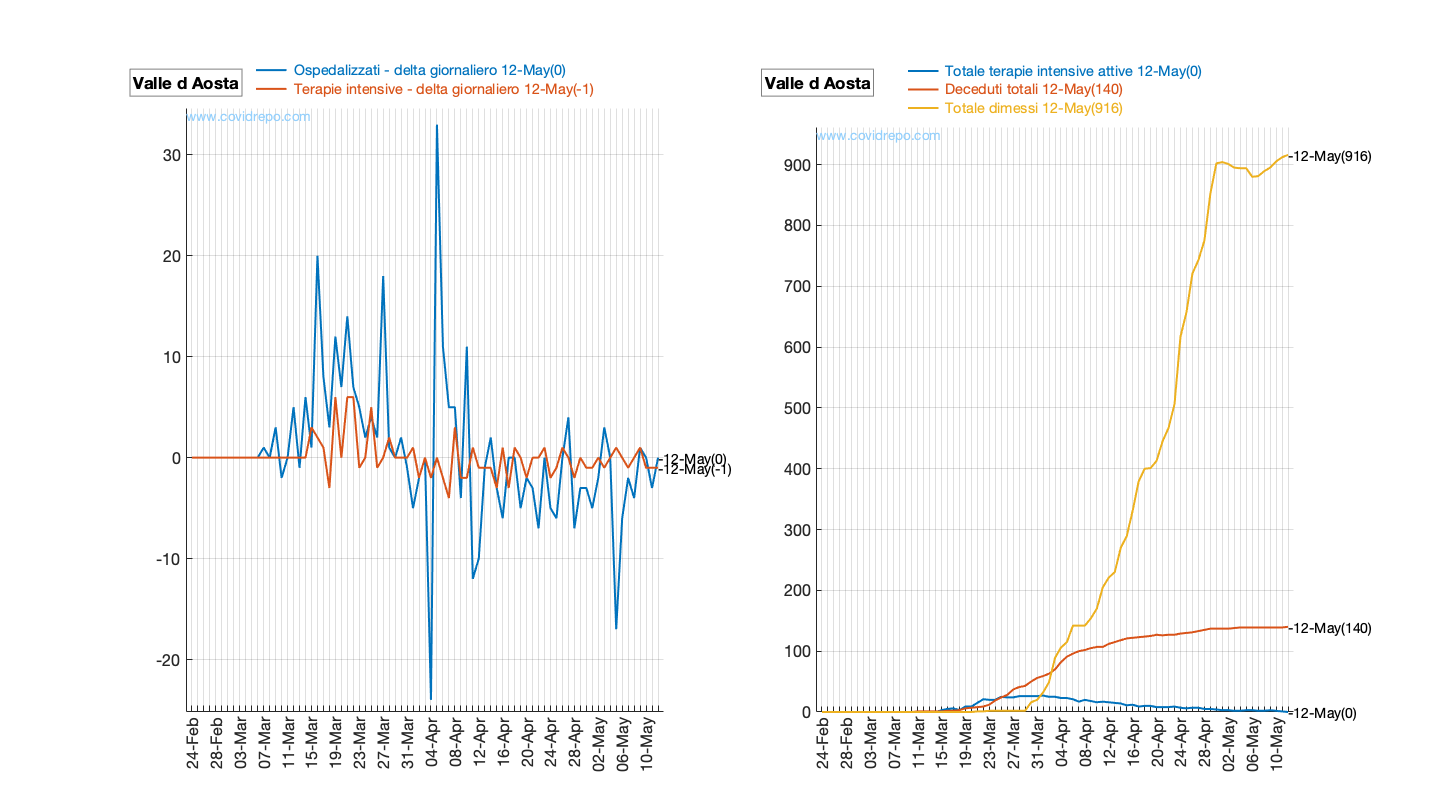 Valle d Aosta
Ospedalizzati - delta giornaliero 12-May(0)
Terapie intensive - delta giornaliero 12-May(-1)
www.covidrepo.com
30
20
10
0
-10
-20
-12-May(0)
-12-May(-1)
24-Feb
28-Feb
03-Mar
07-Mar
11-Mar
15-Mar
19-Mar
23-Mar
27-Mar
31-Mar
04-Apr
08-Apr
12-Apr
16-Apr
20-Apr
24-Apr
28-Apr
02-May
06-May
10-May
Valle d Aosta
Totale terapie intensive attive 12-May(0)
Deceduti totali 12-May(140)
Totale dimessi 12-May(916)
www.covidrepo.com
900
800
700
600
500
400
300
200
100
0
-12-May(916)
-12-May(140)
-12-May(0)
24-Feb
28-Feb
03-Mar
07-Mar
11-Mar
15-Mar
19-Mar
23-Mar
27-Mar
31-Mar
04-Apr
08-Apr
12-Apr
16-Apr
20-Apr
24-Apr
28-Apr
02-May
06-May
10-May